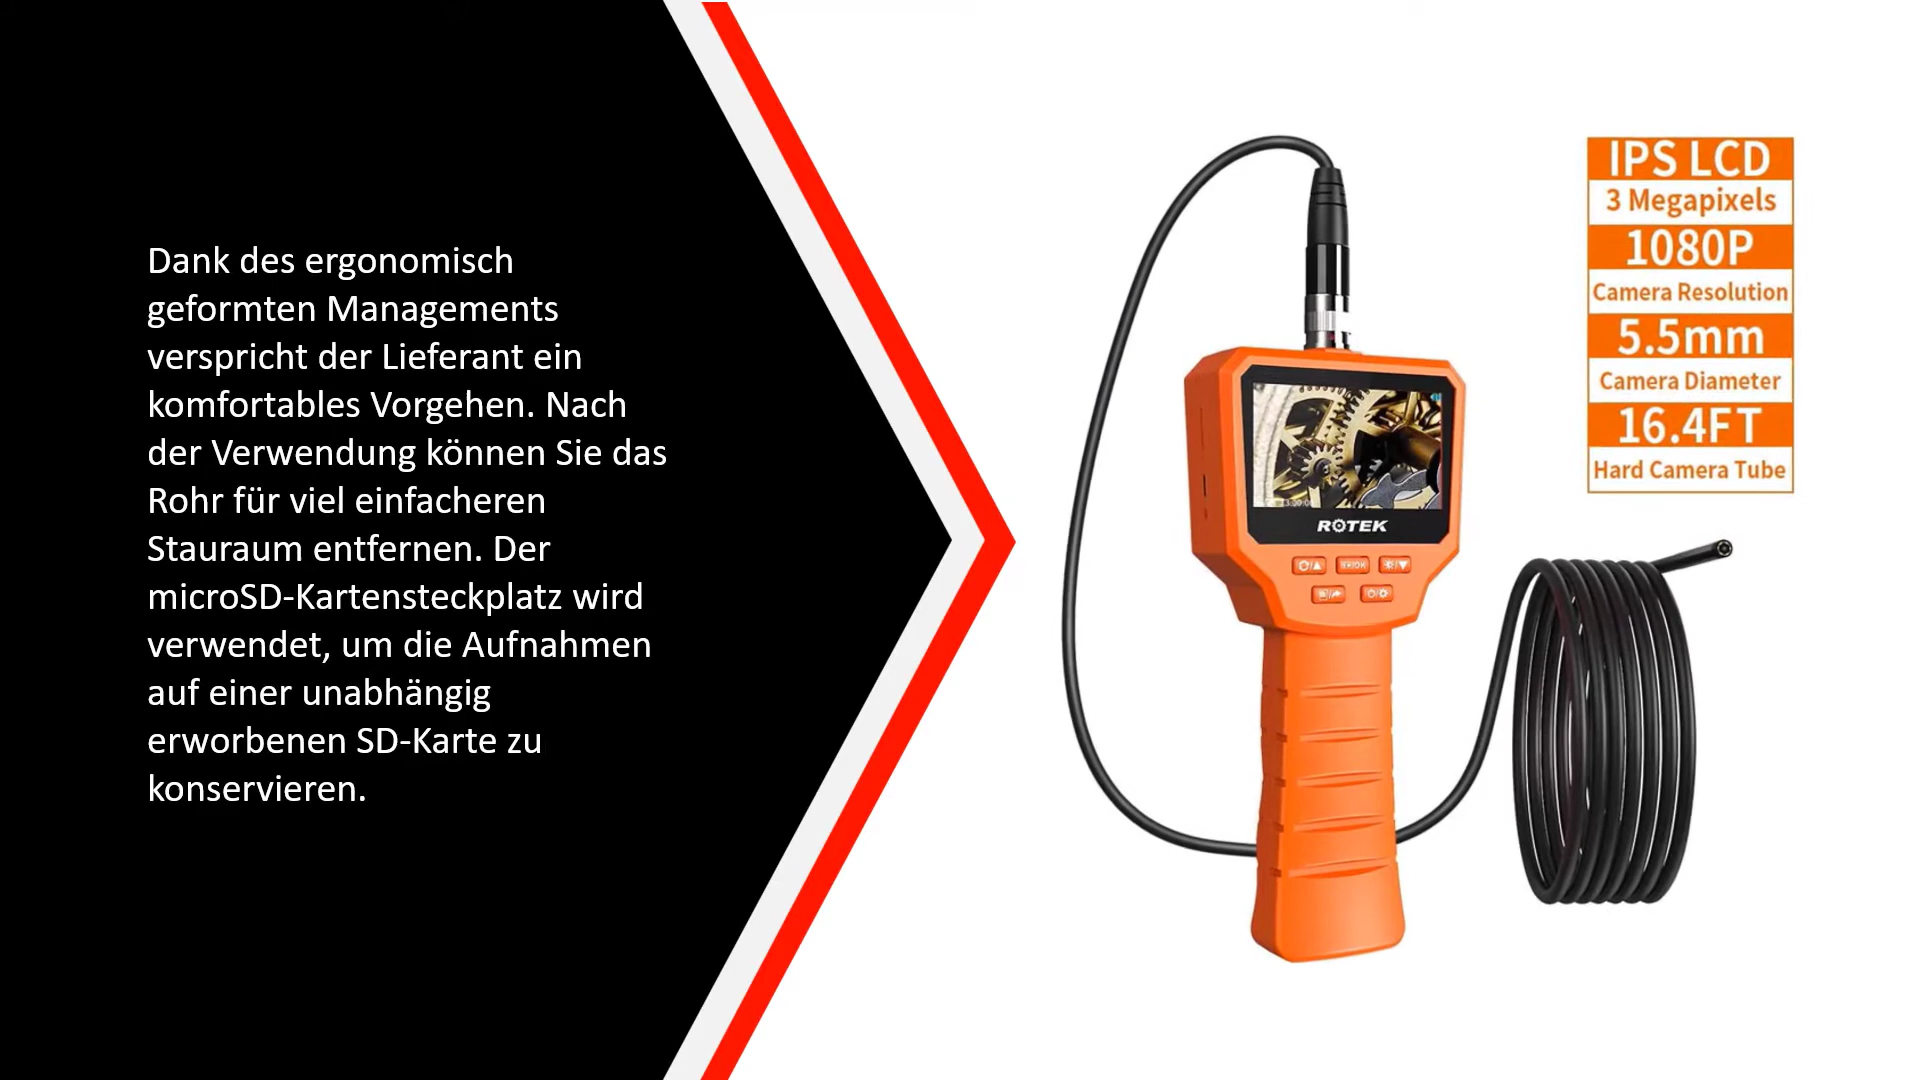 Dank des ergonomisch
geformten Managements
verspricht der Lieferant ein
komfortables Vorgehen. Nach
der Verwendung können Sie das
Rohr für viel einfacheren
Stauraum entfernen. Der
microSD-Kartensteckplatz wird
verwendet, um die Aufnahmen
auf einer unabhängig
erworbenen SD-Karte zu
konservieren.
IPS LCD
3 Megapixels
1080P
Camera Resolution
5.5mm
Camera Diameter
16.4FT
Hard Camera Tube
ROTEK